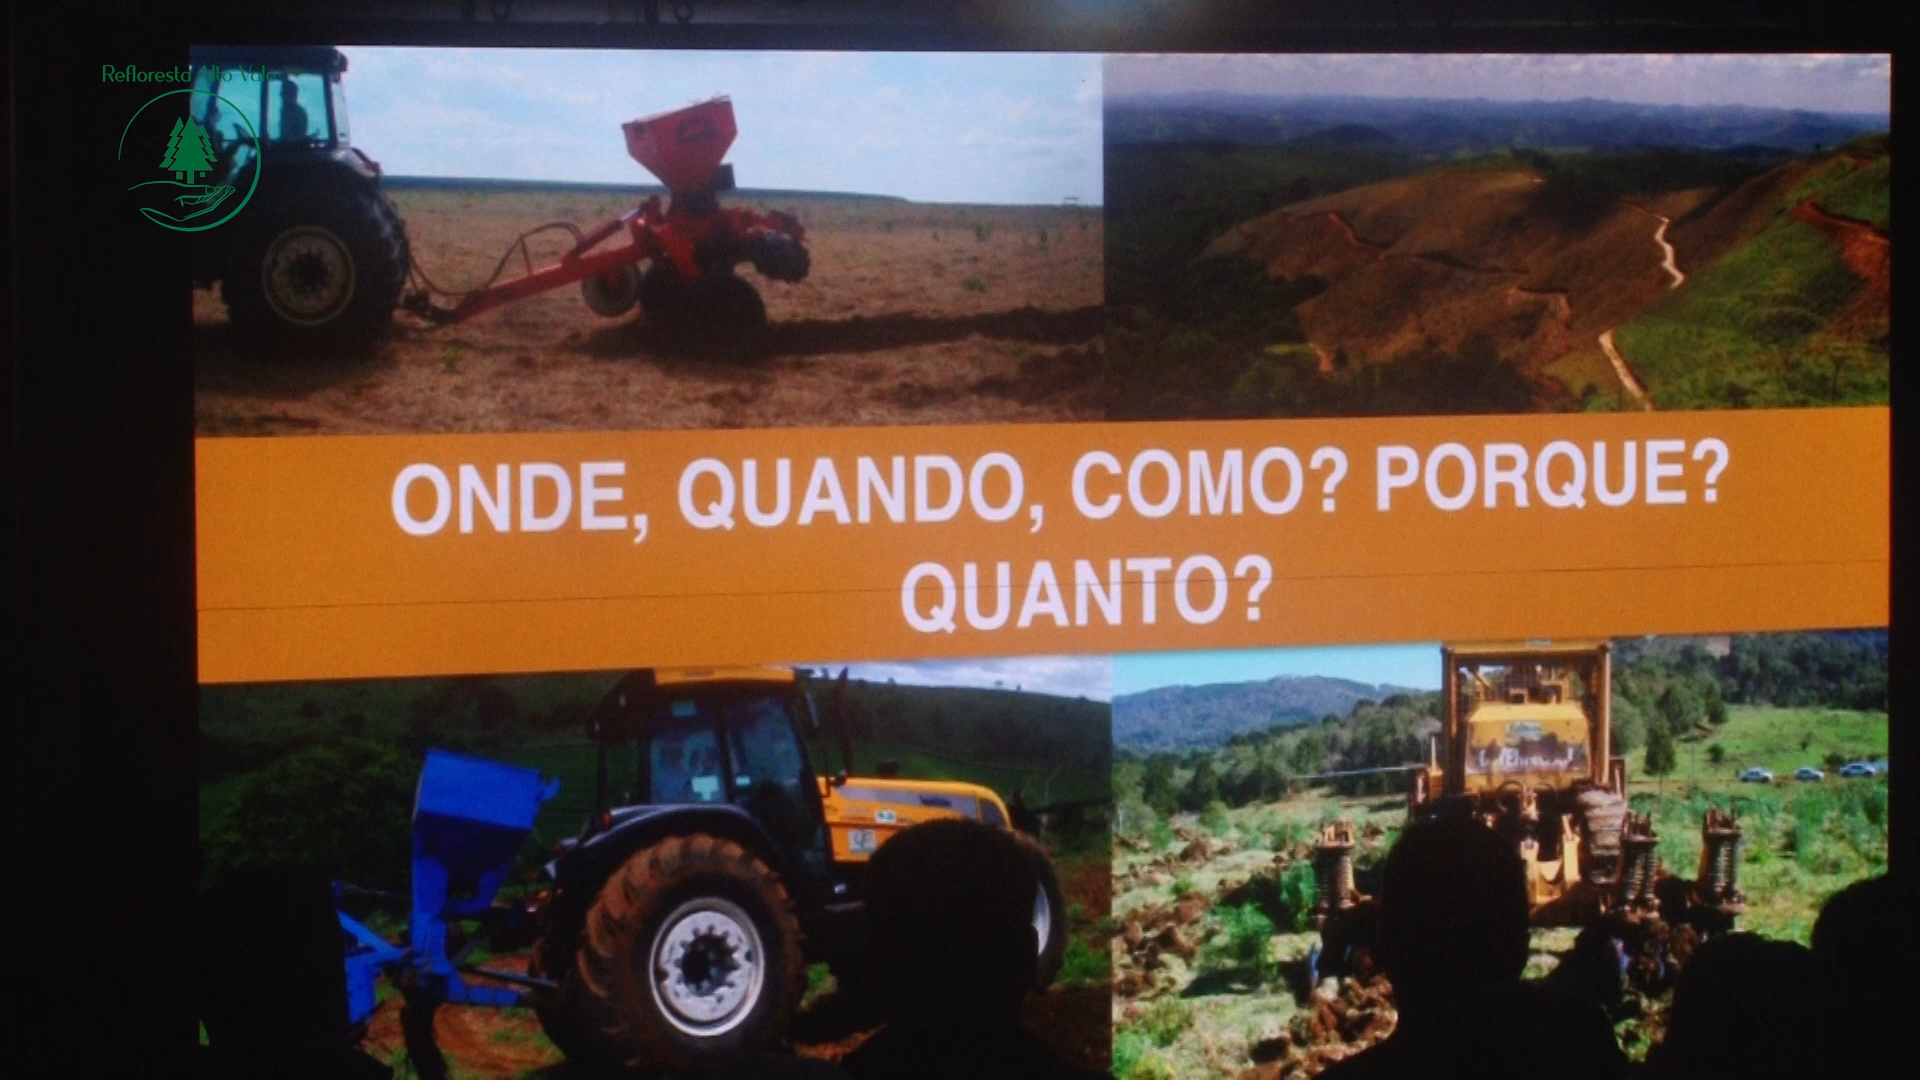 Refloresta Alto Vale
ONDE, QUANDO, COMO? PORQUE?
QUANTO?